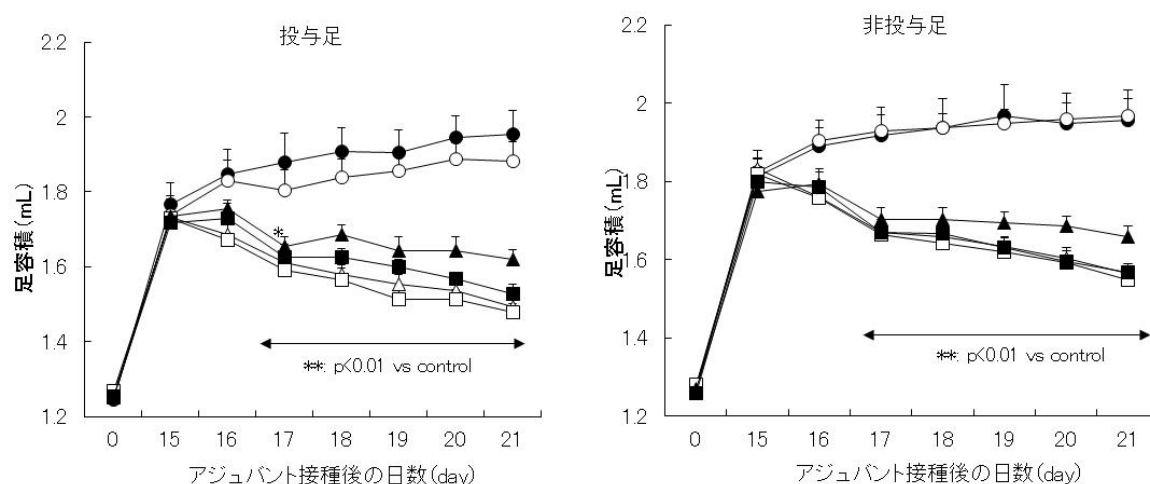 投与足
2.2
2
1.8
1.6
1.4
1.2
足容積(mL)
*
**: p<0.01 vs control
0 15 16 17 18 19 20 21
アジュバント接種後の日数(day)
非投与足
2.2
2
1.8
1.6
1.4
1.2
足容積(mL)
**: p<0.01 vs control
0 15 16 17 18 19 20 21
アジュバント接種後の日数(day)